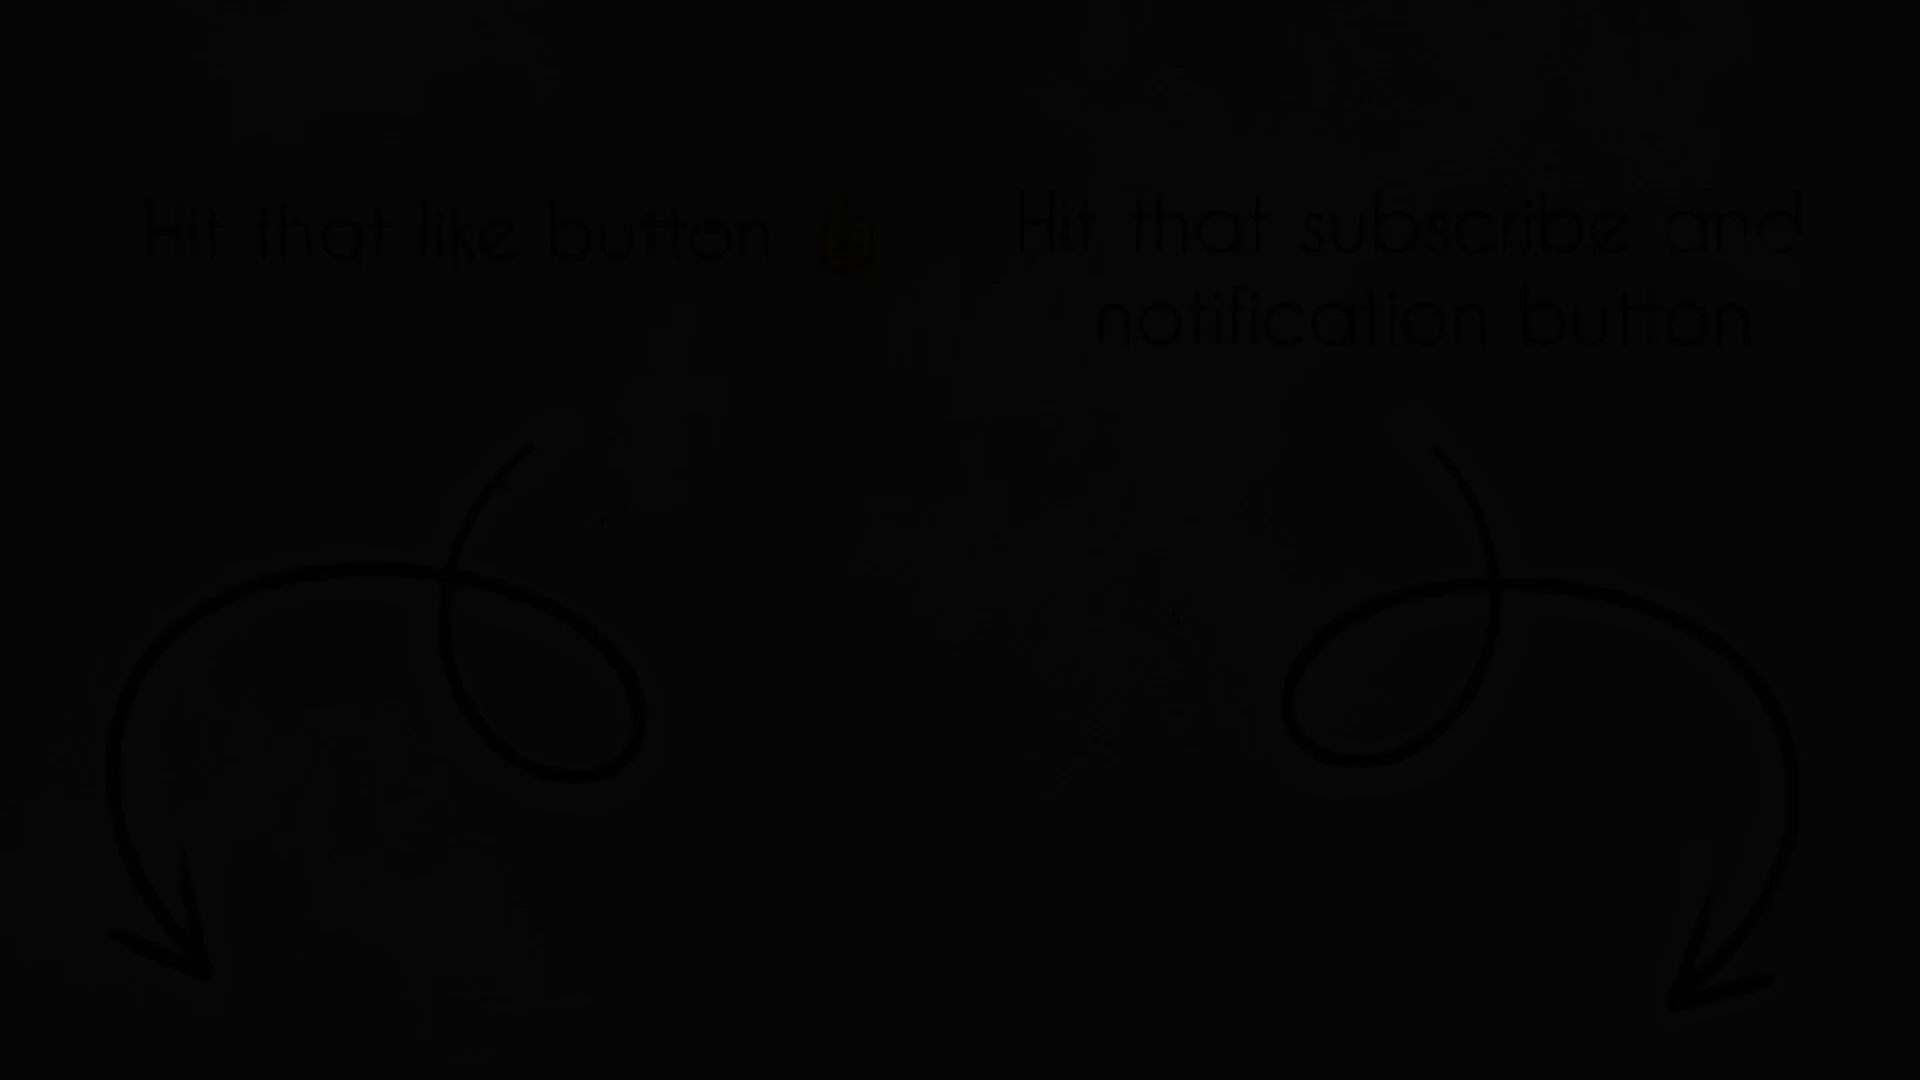 Hit that like button 👍
Hit that subscribe and
notification button